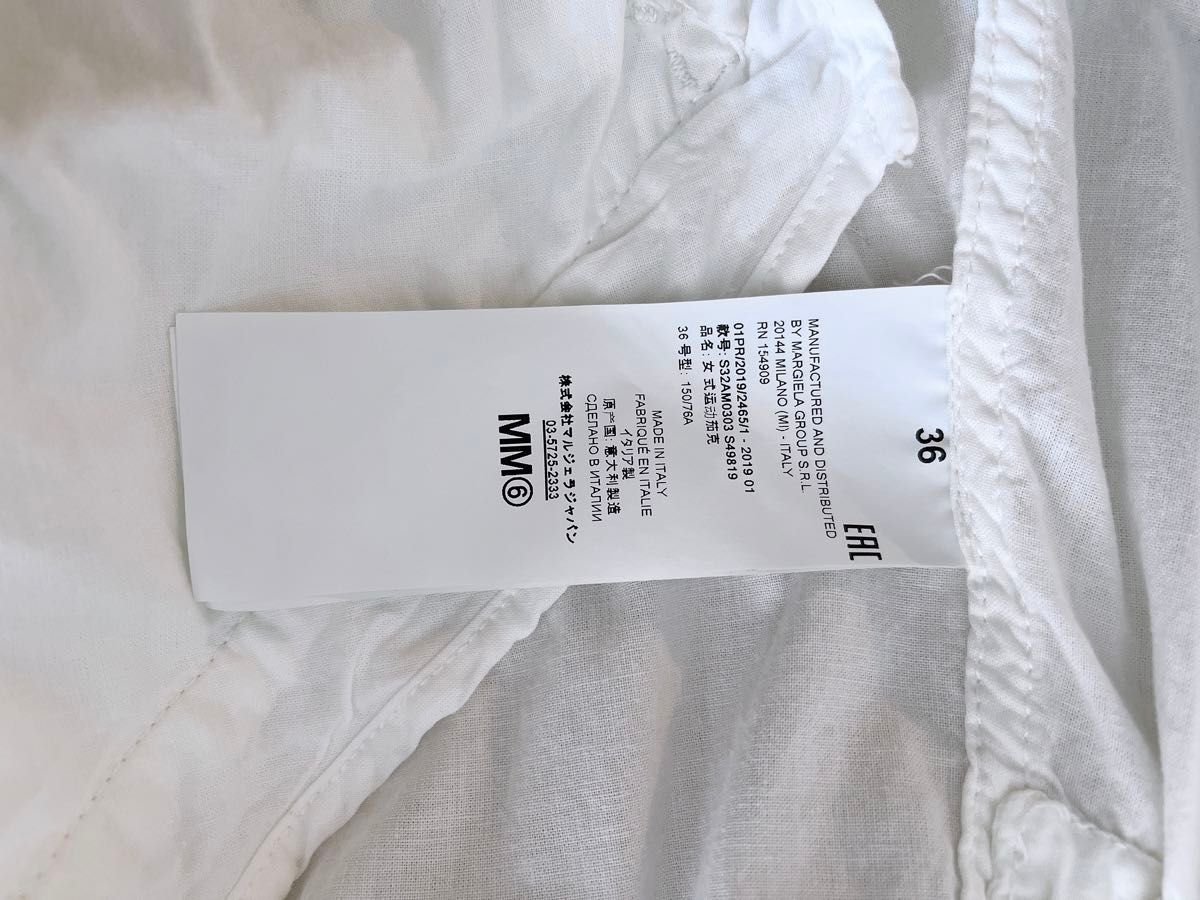 36
EAC
MANUFACTURED AND DISTRIBUTED
BY MARGIELA GROUP S.R.L.
20144 MILANO (MI) - ITALY
RN 154909
01PR/2019/2465/1 - 2019 01
款号: S32AM0303 S49819
品名: 女 式运动茄克
36 号型: 150/76A
MADE IN ITALY
FABRIQUÉ EN ITALIE
イタリア製
原产国: 意大利製造
СДЕЛАНО В ИТАЛИИ
株式会社マルジェラジャパン
03-5725-2333
MM⑥